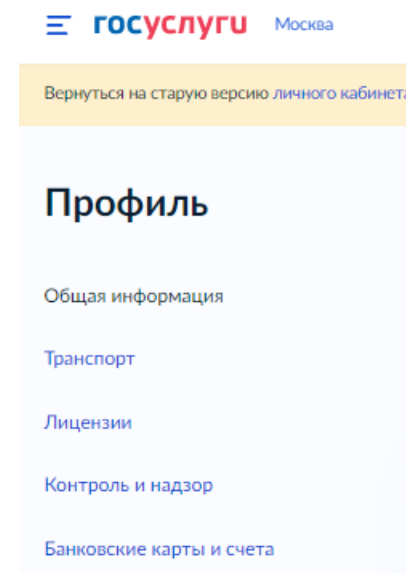 госуслуги Москва
Вернуться на старую версию личного кабинета
Профиль
Общая информация
Транспорт
Лицензии
Контроль и надзор
Банковские карты и счета